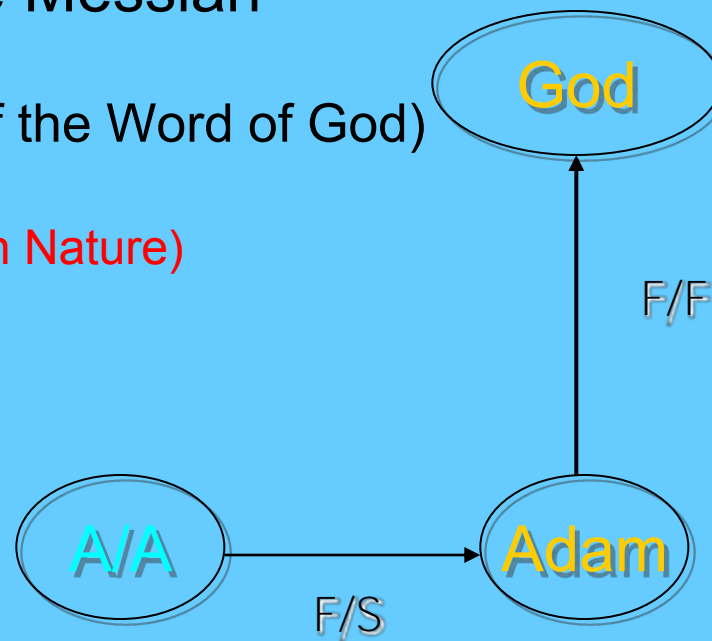 Messiah
God
the Word of God)
Nature)
F/F
A/A
Adam
F/S